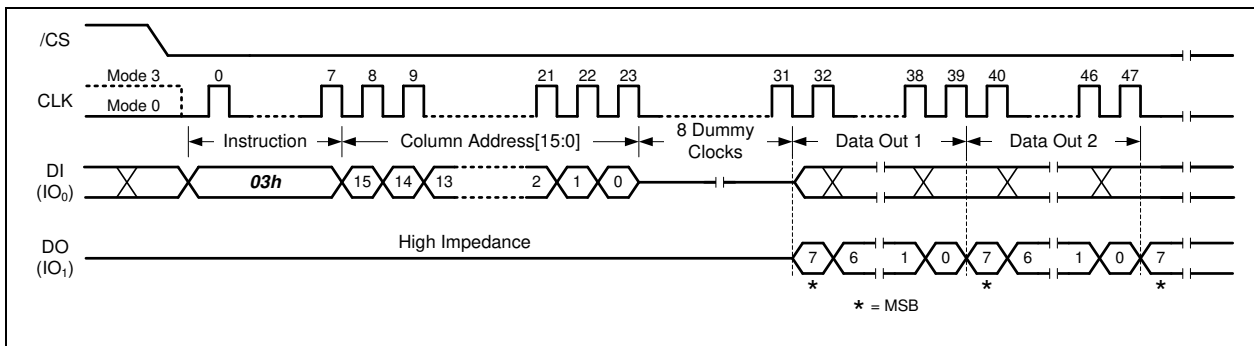 /CS
Mode 3 0 7 8 9 21 22 23 31 32 38 39 40 46 47
CLK Mode 0
Instruction Column Address[15:0] 8 Dummy Clocks Data Out 1 Data Out 2
DI (IO0) 03h 15 14 13 2 1 0
High Impedance
DO (IO1) 7 6 1 0 7 6 1 0 7
* * *
* = MSB